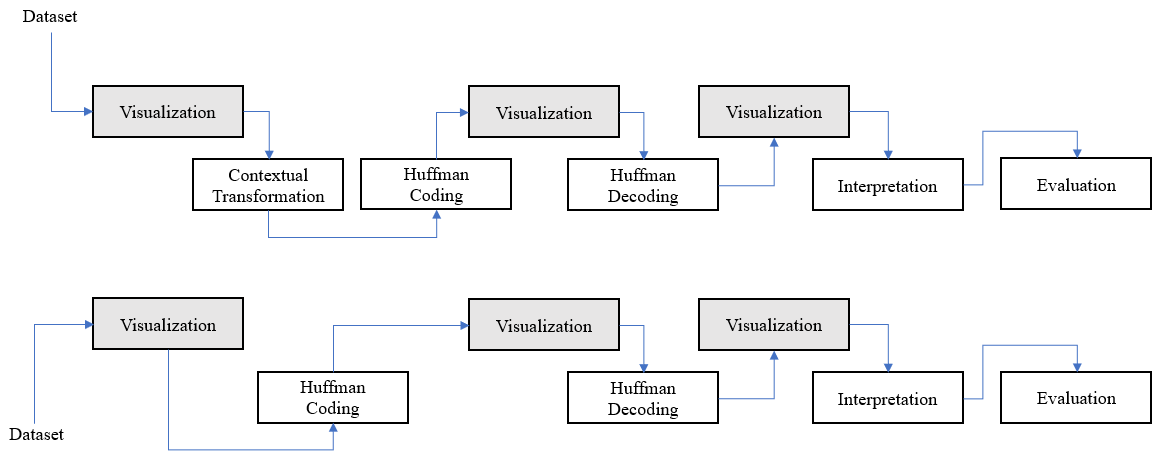 Dataset
Visualization
Visualization
Visualization
Contextual
Transformation
Huffman
Coding
Huffman
Decoding
Interpretation
Evaluation
Visualization
Visualization
Visualization
Huffman
Coding
Huffman
Decoding
Interpretation
Evaluation
Dataset